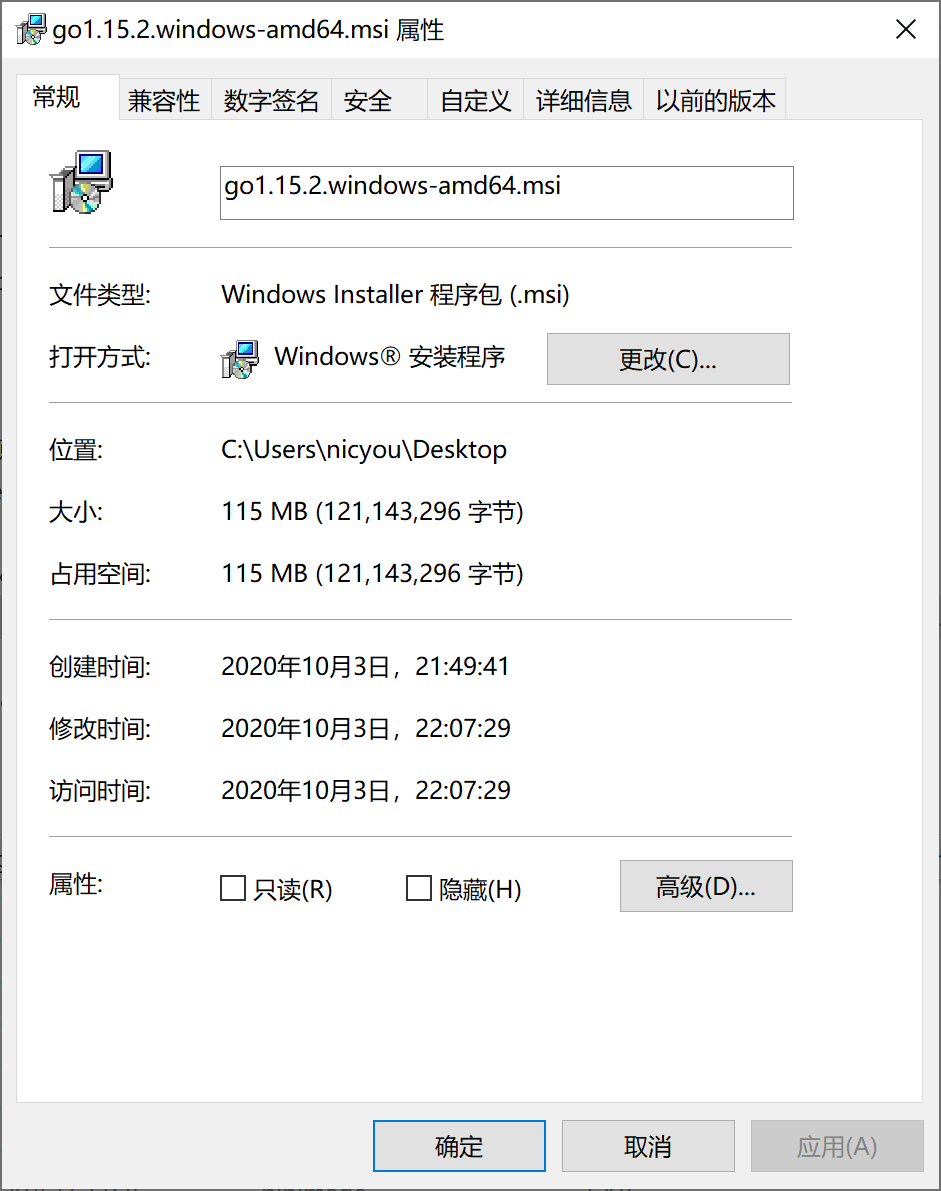 go1.15.2.windows-amd64.msi 属性
常规 兼容性 数字签名 安全 自定义 详细信息 以前的版本
go1.15.2.windows-amd64.msi
文件类型: Windows Installer 程序包 (.msi)
打开方式: Windows® 安装程序 更改(C)...
位置: C:\Users\nicyou\Desktop
大小: 115 MB (121,143,296 字节)
占用空间: 115 MB (121,143,296 字节)
创建时间: 2020年10月3日，21:49:41
修改时间: 2020年10月3日，22:07:29
访问时间: 2020年10月3日，22:07:29
属性: 只读(R) 隐藏(H) 高级(D)...
确定 取消 应用(A)